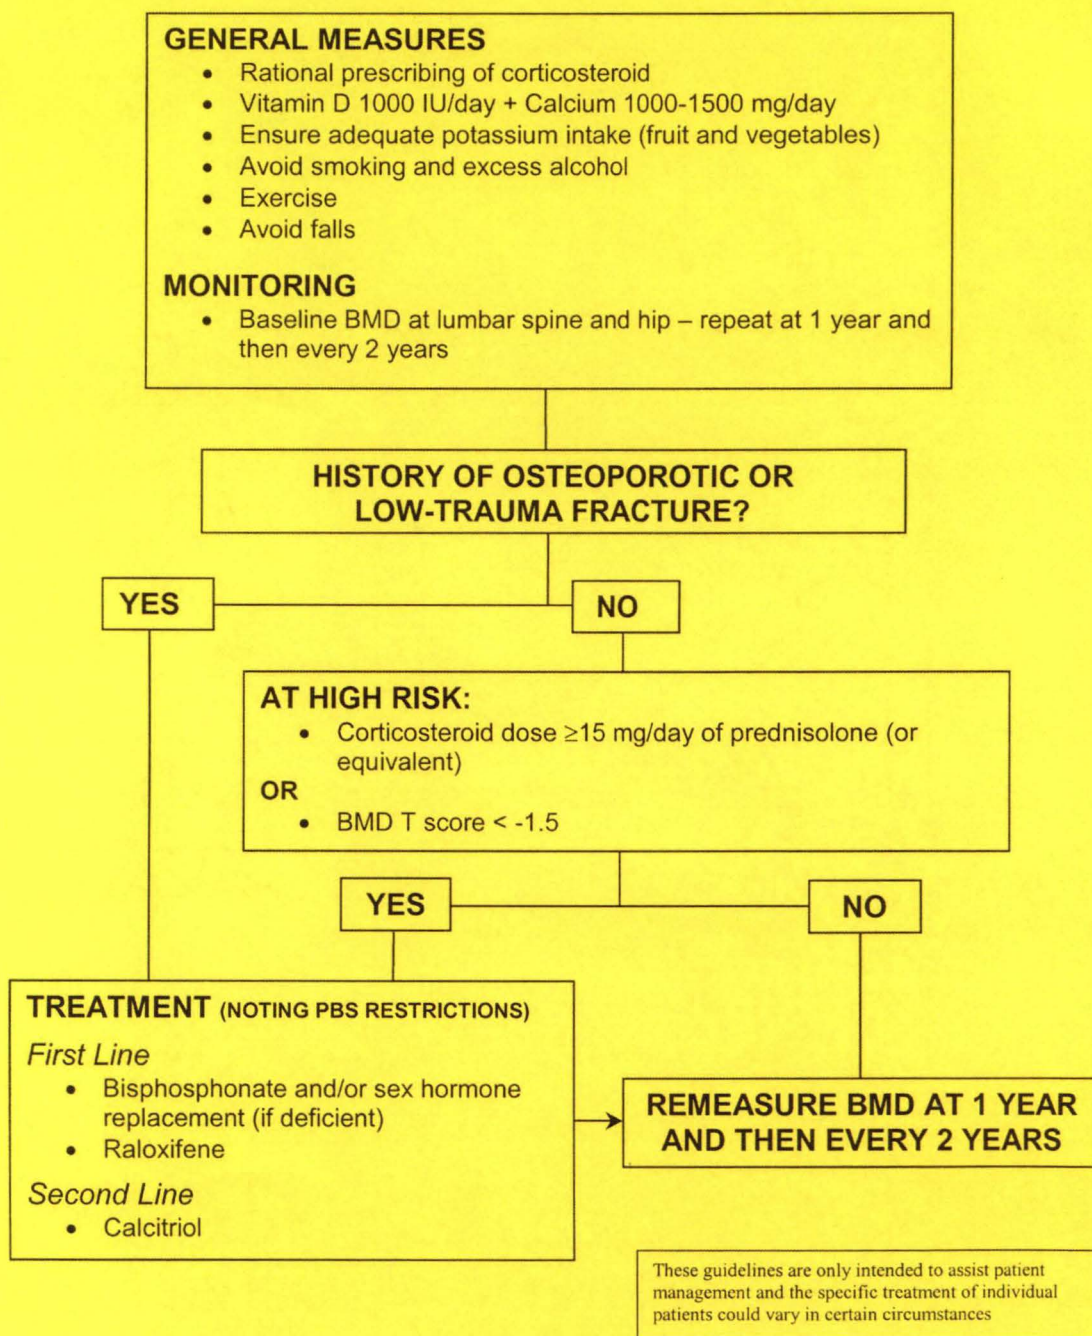 GENERAL MEASURES
• Rational prescribing of corticosteroid
• Vitamin D 1000 IU/day + Calcium 1000-1500 mg/day
• Ensure adequate potassium intake (fruit and vegetables)
• Avoid smoking and excess alcohol
• Exercise
• Avoid falls
MONITORING
• Baseline BMD at lumbar spine and hip – repeat at 1 year and
then every 2 years
HISTORY OF OSTEOPOROTIC OR
LOW-TRAUMA FRACTURE?
YES
NO
AT HIGH RISK:
• Corticosteroid dose ≥15 mg/day of prednisolone (or
equivalent)
OR
• BMD T score < -1.5
YES
NO
TREATMENT (NOTING PBS RESTRICTIONS)
First Line
• Bisphosphonate and/or sex hormone
replacement (if deficient)
• Raloxifene
Second Line
• Calcitriol
REMEASURE BMD AT 1 YEAR
AND THEN EVERY 2 YEARS
These guidelines are only intended to assist patient
management and the specific treatment of individual
patients could vary in certain circumstances